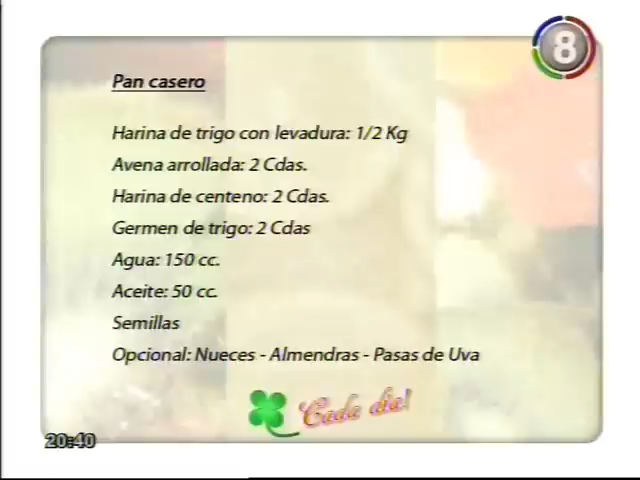 8
Pan casero
Harina de trigo con levadura: 1/2 Kg
Avena arrollada: 2 Cdas.
Harina de centeno: 2 Cdas.
Germen de trigo: 2 Cdas
Agua: 150 cc.
Aceite: 50 cc.
Semillas
Opcional: Nueces - Almendras - Pasas de Uva
Cada dia!
20:40